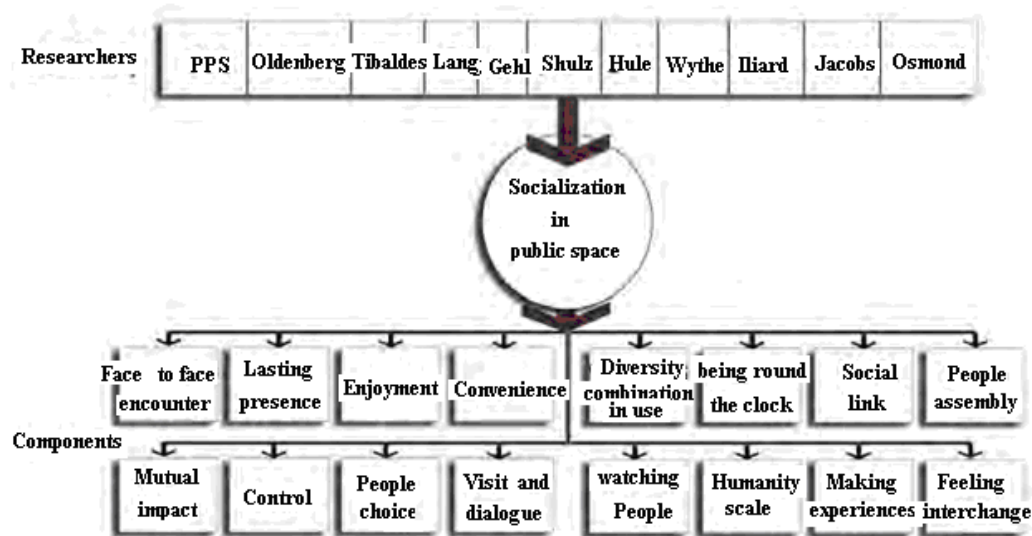 Researchers PPS Oldenberg Tibaldes Lang Gehl Shulz Hule Wythe Iliard Jacobs Osmond
Socialization
in
public space
Face to face
encounter
Lasting
presence
Enjoyment
Convenience
Diversity
combination
in use
being round
the clock
Social
link
People
assembly
Components
Mutual
impact
Control
People
choice
Visit and
dialogue
watching
People
Humanity
scale
Making
experiences
Feeling
interchange